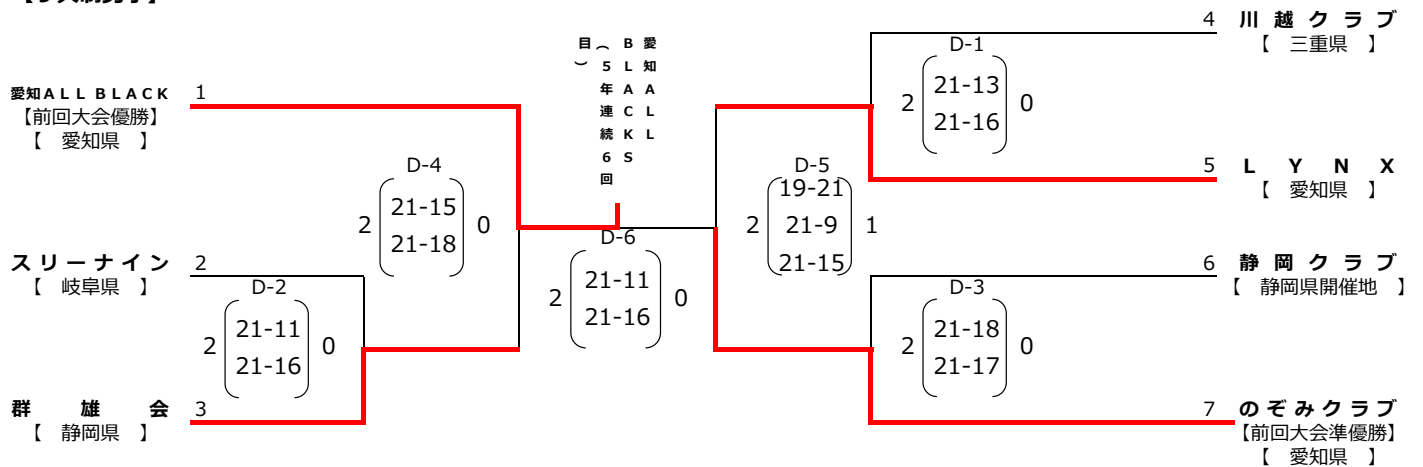 4 川越クラブ
【 三重県 】
D-1
2 21-13 0
21-16
5 LYNX
【 愛知県 】
愛知ALL
BLACKS
(5年連続6回
目)
愛知ALL BLACK 1
【前回大会優勝】
【 愛知県 】
D-4
2 21-15 0
21-18
D-5
19-21
2 21-9 1
21-15
スリーナイン 2
【 岐阜県 】
D-2
2 21-11 0
21-16
群雄会 3
【 静岡県 】
D-6
2 21-11 0
21-16
6 静岡クラブ
【 静岡県開催地 】
D-3
2 21-18 0
21-17
7 のぞみクラブ
【前回大会準優勝】
【 愛知県 】